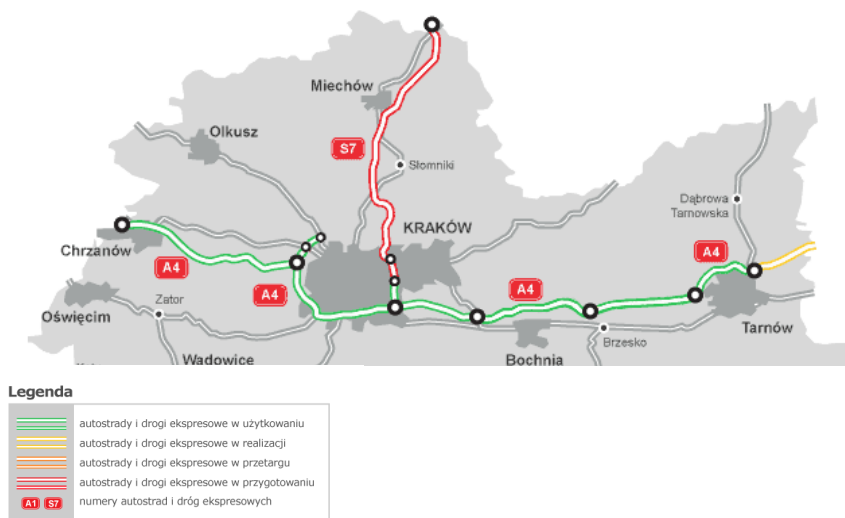 Miechów
Olkusz
S7
Słomniki
Dąbrowa
Tarnowska
KRAKÓW
Chrzanów
A4
A4
A4
A4
Oświęcim
Zator
Tarnów
Brzesko
Wadowice
Bochnia
Legenda
autostrady i drogi ekspresowe w użytkowaniu
autostrady i drogi ekspresowe w realizacji
autostrady i drogi ekspresowe w przetargu
autostrady i drogi ekspresowe w przygotowaniu
A1 S7 numery autostrad i dróg ekspresowych